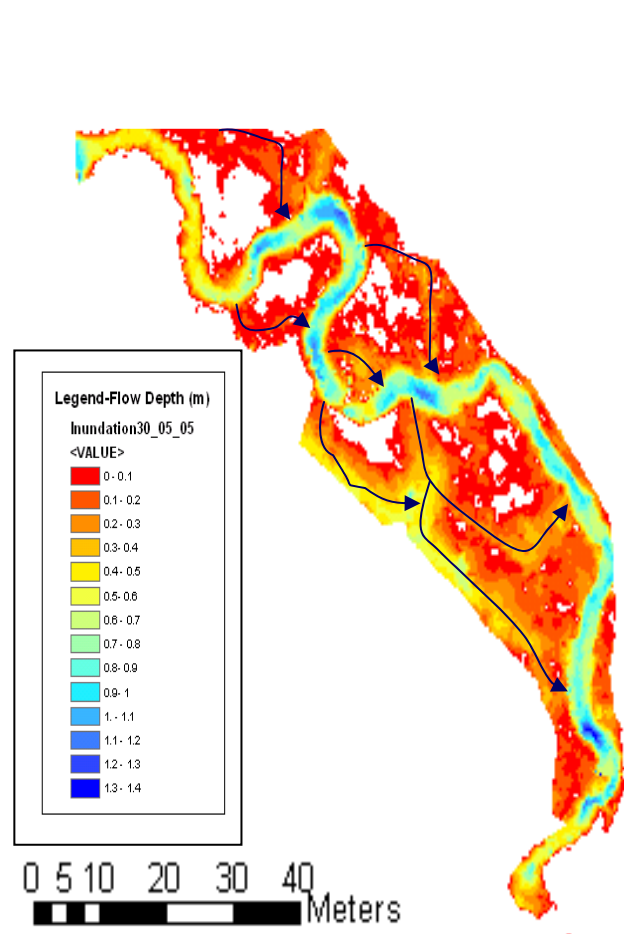 Legend-Flow Depth (m)
Inundation30_05_05
<VALUE>
0 - 0.1
0.1 - 0.2
0.2 - 0.3
0.3- 0.4
0.4 - 0.5
0.5- 0.6
0.6 - 0.7
0.7 - 0.8
0.8- 0.9
0.9- 1
1. - 1.1
1.1 - 1.2
1.2 - 1.3
1.3 - 1.4
0 5 10 20 30 40
Meters